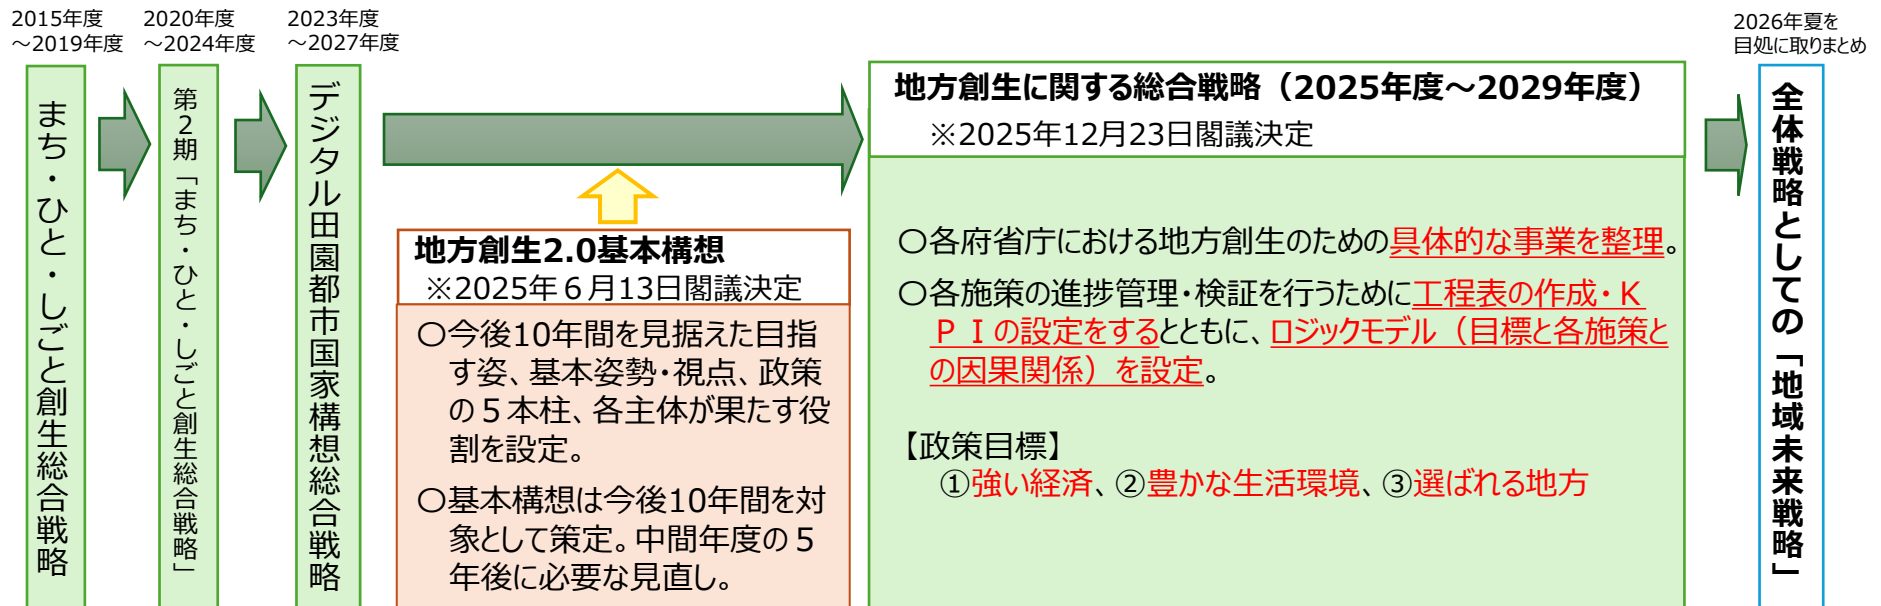 2015年度
～2019年度
2020年度
～2024年度
2023年度
～2027年度
2026年夏を
目処に取りまとめ
まち・ひと・しごと創生総合戦略
第2期「まち・ひと・しごと創生総合戦略」
デジタル田園都市国家構想総合戦略
地方創生2.0基本構想
※2025年６月13日閣議決定
〇今後10年間を見据えた目指
す姿、基本姿勢・視点、政策
の５本柱、各主体が果たす役
割を設定。
〇基本構想は今後10年間を対
象として策定。中間年度の５
年後に必要な見直し。
地方創生に関する総合戦略（2025年度～2029年度）
※2025年12月23日閣議決定
〇各府省庁における地方創生のための具体的な事業を整理。
〇各施策の進捗管理・検証を行うために工程表の作成・Ｋ
ＰＩの設定をするとともに、ロジックモデル（目標と各施策と
の因果関係）を設定。
【政策目標】
①強い経済、②豊かな生活環境、③選ばれる地方
全体戦略としての「地域未来戦略」